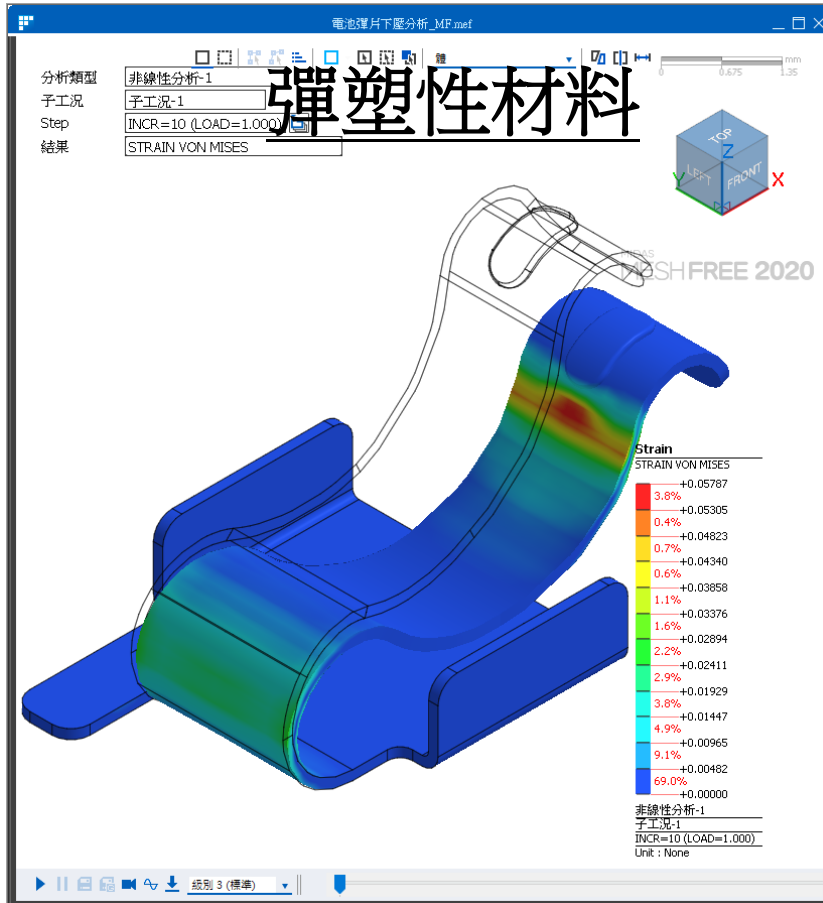 電池彈片下壓分析_MF.mef
體
mm
0 0.675 1.35
分析類型 非線性分析-1
子工況 子工況-1
Step INCR=10 (LOAD=1.000)
結果 STRAIN VON MISES
彈塑性材料
TOP
LEFT FRONT
Z
Y X
MIDAS
MESHFREE 2020
Strain
STRAIN VON MISES
+0.05787
3.8%
+0.05305
0.4%
+0.04823
0.7%
+0.04340
0.6%
+0.03858
1.1%
+0.03376
1.6%
+0.02894
2.2%
+0.02411
2.9%
+0.01929
3.8%
+0.01447
4.9%
+0.00965
9.1%
+0.00482
69.0%
+0.00000
非線性分析-1
子工況-1
INCR=10 (LOAD=1.000)
Unit : None
級別 3 (標準)